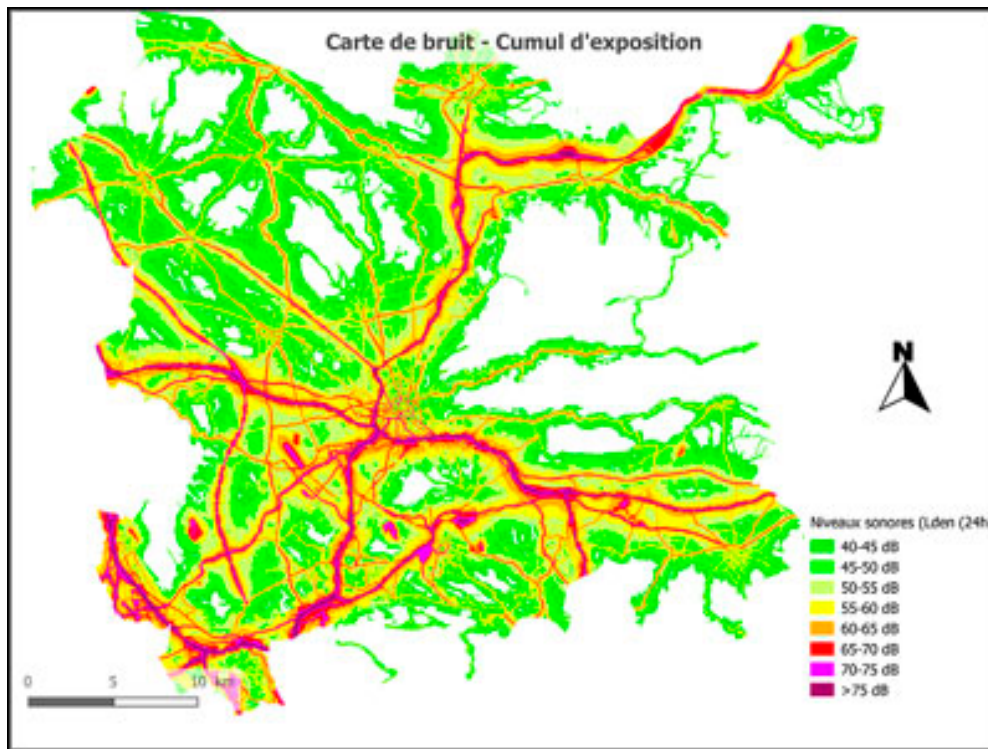 Carte de bruit - Cumul d'exposition
N
Niveaux sonores (Lden (24h
40-45 dB
45-50 dB
50-55 dB
55-60 dB
60-65 dB
65-70 dB
70-75 dB
>75 dB
0 5 10 km